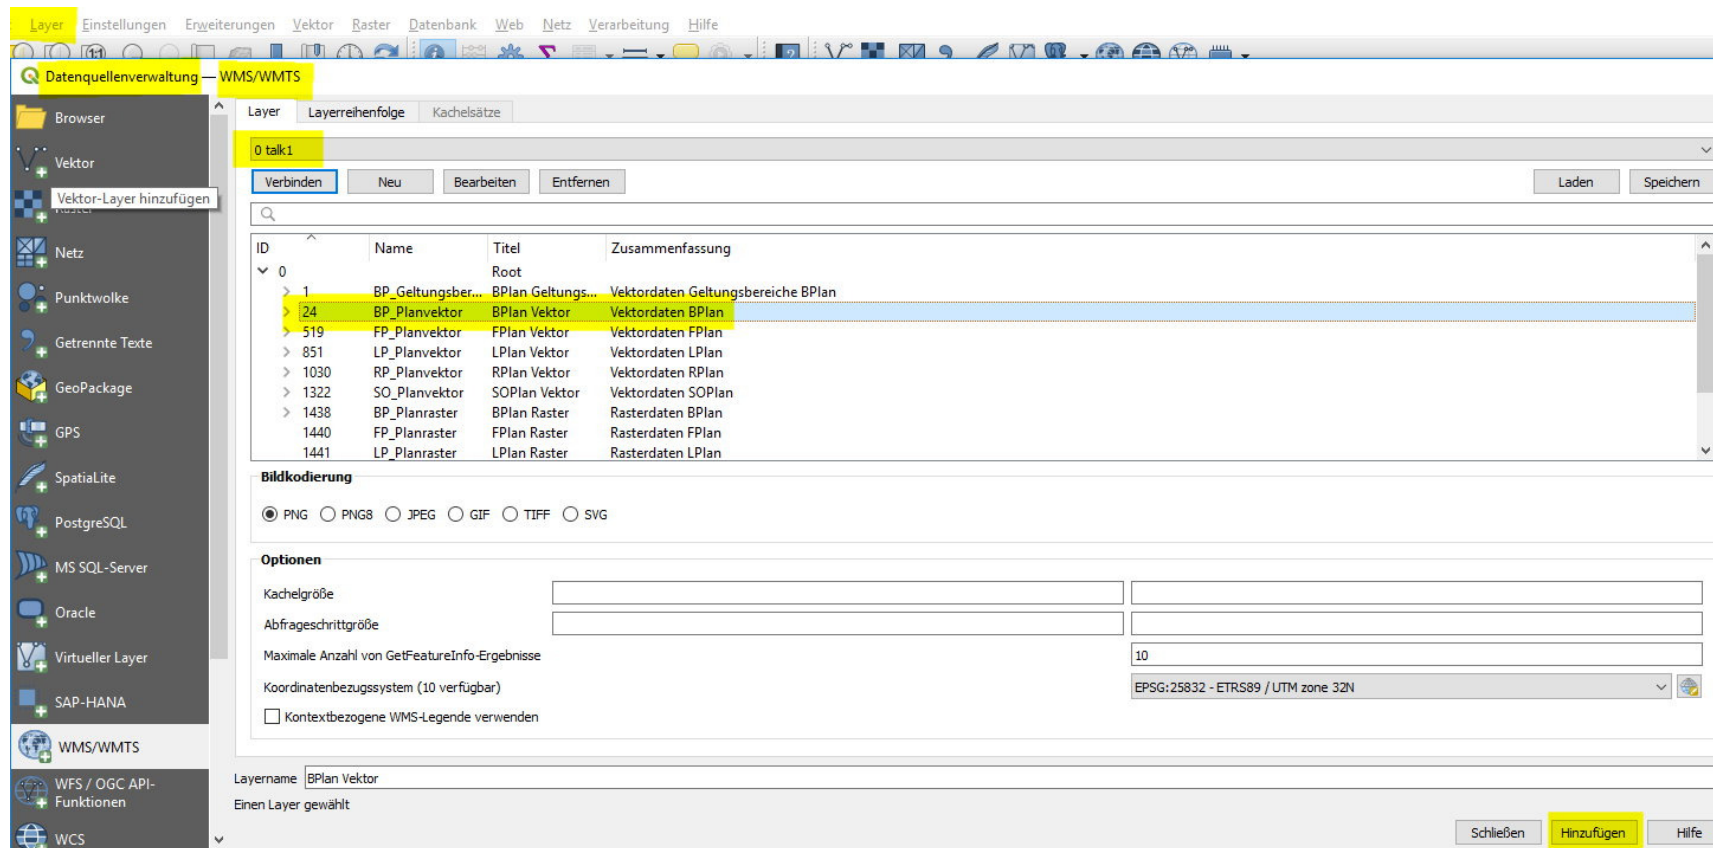 Layer Einstellungen Erweiterungen Vektor Raster Datenbank Web Netz Verarbeitung Hilfe
Datenquellenverwaltung — WMS/WMTS
Browser
Vektor
Vektor-Layer hinzufügen
Raster
Netz
Punktwolke
Getrennte Texte
GeoPackage
GPS
SpatiaLite
PostgreSQL
MS SQL-Server
Oracle
Virtueller Layer
SAP-HANA
WMS/WMTS
WFS / OGC API-
Funktionen
WCS
Layer Layerreihenfolge Kachelsätze
0 talk1
Verbinden Neu Bearbeiten Entfernen Laden Speichern
ID Name Titel Zusammenfassung
0 Root
1 BP_Geltungsber... BPlan Geltungs... Vektordaten Geltungsbereiche BPlan
24 BP_Planvektor BPlan Vektor Vektordaten BPlan
519 FP_Planvektor FPlan Vektor Vektordaten FPlan
851 LP_Planvektor LPlan Vektor Vektordaten LPlan
1030 RP_Planvektor RPlan Vektor Vektordaten RPlan
1322 SO_Planvektor SOPlan Vektor Vektordaten SOPlan
1438 BP_Planraster BPlan Raster Rasterdaten BPlan
1440 FP_Planraster FPlan Raster Rasterdaten FPlan
1441 LP_Planraster LPlan Raster Rasterdaten LPlan
Bildkodierung
PNG PNG8 JPEG GIF TIFF SVG
Optionen
Kachelgröße
Abfrageschrittgröße
Maximale Anzahl von GetFeatureInfo-Ergebnisse 10
Koordinatenbezugssystem (10 verfügbar) EPSG:25832 - ETRS89 / UTM zone 32N
Kontextbezogene WMS-Legende verwenden
Layername BPlan Vektor
Einen Layer gewählt
Schließen Hinzufügen Hilfe